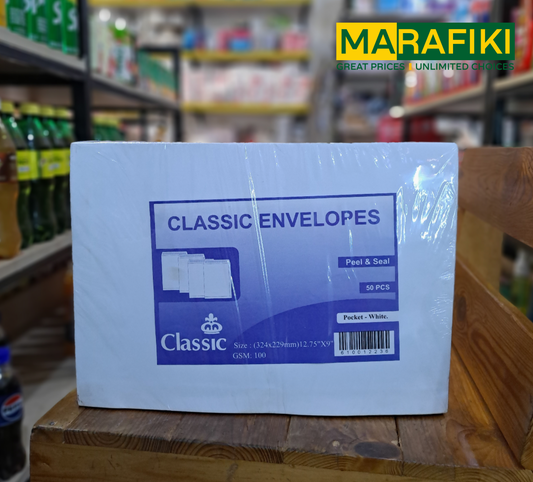 MARAFIKI
GREAT PRICES | UNLIMITED CHOICES
CLASSIC ENVELOPES
Peel & Seal
50 PCS
Pocket - White.
Classic
Size : (324x229mm)12.75"X9"
GSM: 100